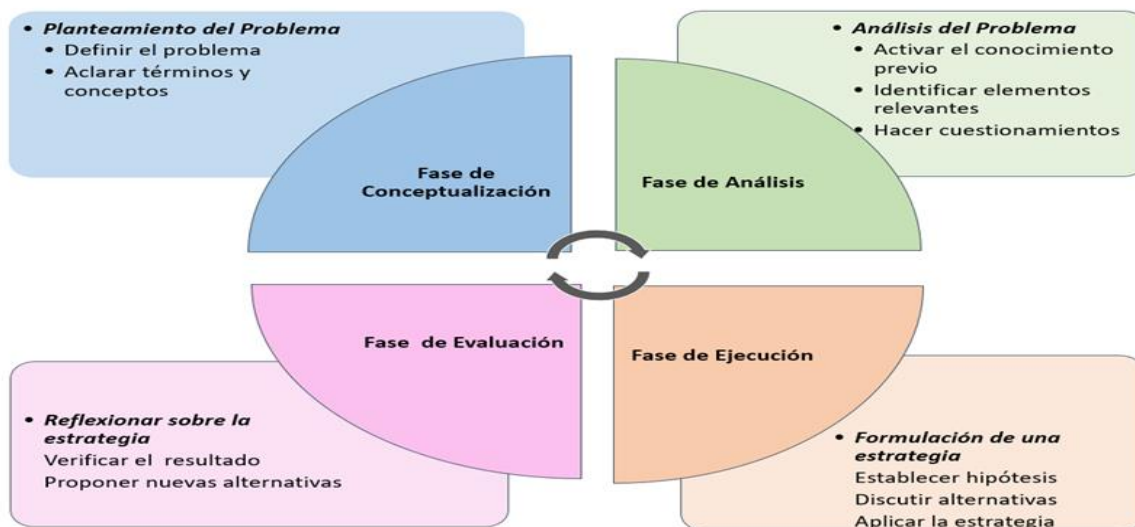 • Planteamiento del Problema
• Definir el problema
• Aclarar términos y
conceptos
• Análisis del Problema
• Activar el conocimiento
previo
• Identificar elementos
relevantes
• Hacer cuestionamientos
Fase de
Conceptualización
Fase de Análisis
Fase de Evaluación
Fase de Ejecución
• Reflexionar sobre la
estrategia
Verificar el resultado
Proponer nuevas alternativas
• Formulación de una
estrategia
Establecer hipótesis
Discutir alternativas
Aplicar la estrategia